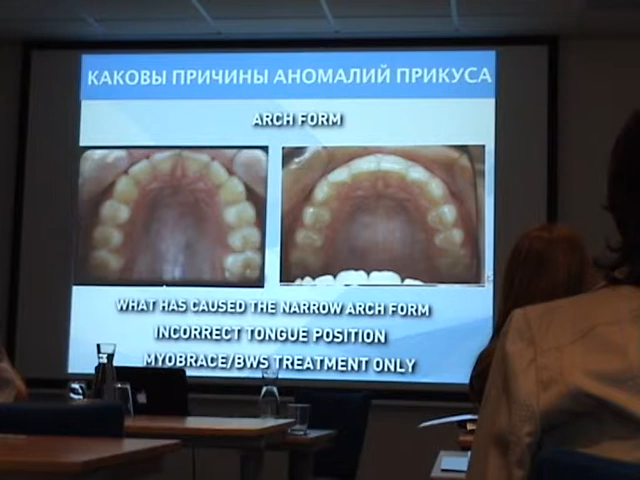 КАКОВЫ ПРИЧИНЫ АНОМАЛИЙ ПРИКУСА
ARCH FORM
WHAT HAS CAUSED THE NARROW ARCH FORM
INCORRECT TONGUE POSITION
MYOBRACE/BWS TREATMENT ONLY